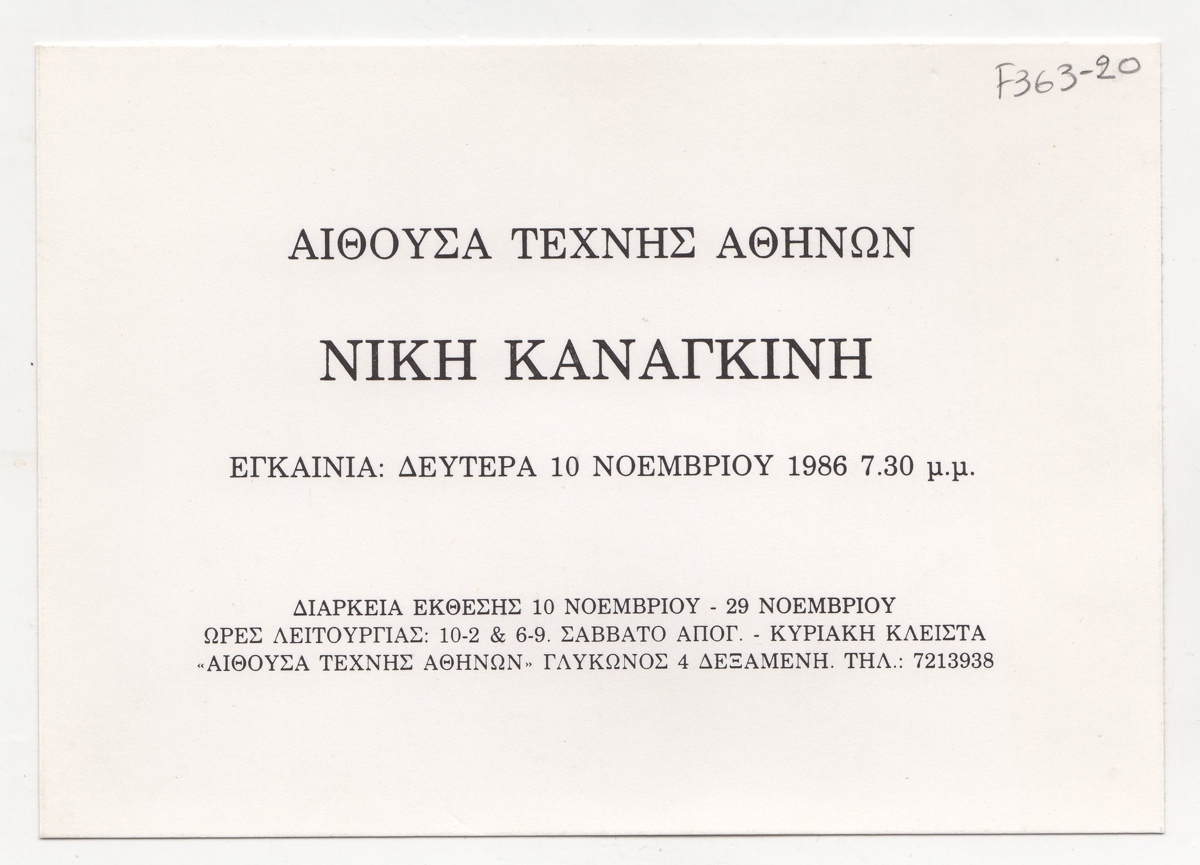 F363-20
ΑΙΘΟΥΣΑ ΤΕΧΝΗΣ ΑΘΗΝΩΝ
ΝΙΚΗ ΚΑΝΑΓΚΙΝΗ
ΕΓΚΑΙΝΙΑ: ΔΕΥΤΕΡΑ 10 ΝΟΕΜΒΡΙΟΥ 1986 7.30 μ.μ.
ΔΙΑΡΚΕΙΑ ΕΚΘΕΣΗΣ 10 ΝΟΕΜΒΡΙΟΥ - 29 ΝΟΕΜΒΡΙΟΥ
ΩΡΕΣ ΛΕΙΤΟΥΡΓΙΑΣ: 10-2 & 6-9. ΣΑΒΒΑΤΟ ΑΠΟΓ. - ΚΥΡΙΑΚΗ ΚΛΕΙΣΤΑ
«ΑΙΘΟΥΣΑ ΤΕΧΝΗΣ ΑΘΗΝΩΝ» ΓΛΥΚΩΝΟΣ 4 ΔΕΞΑΜΕΝΗ. ΤΗΛ.: 7213938